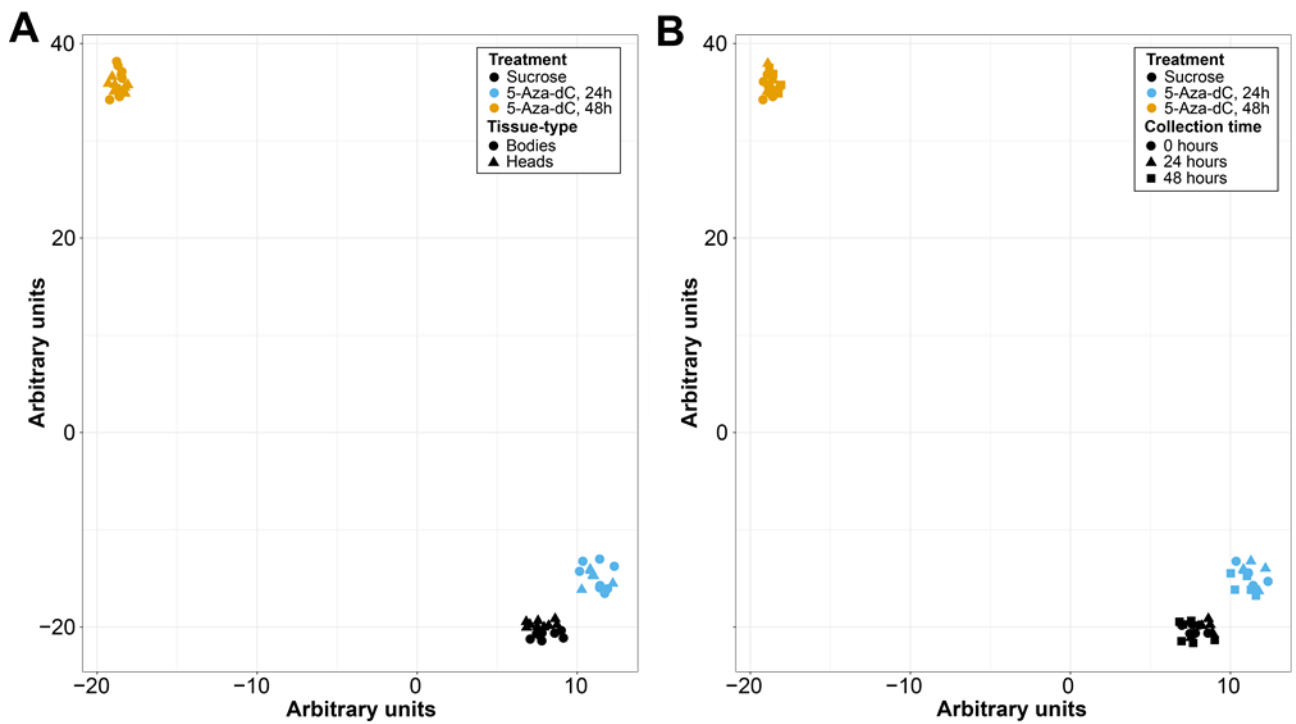 A
40
20
0
−20
−20
−10
0
10
Arbitrary units
Arbitrary units
Treatment
Sucrose
5-Aza-dC, 24h
5-Aza-dC, 48h
Tissue-type
Bodies
Heads
B
40
20
0
−20
−10
0
10
Arbitrary units
Arbitrary units
Treatment
Sucrose
5-Aza-dC, 24h
5-Aza-dC, 48h
Collection time
0 hours
24 hours
48 hours